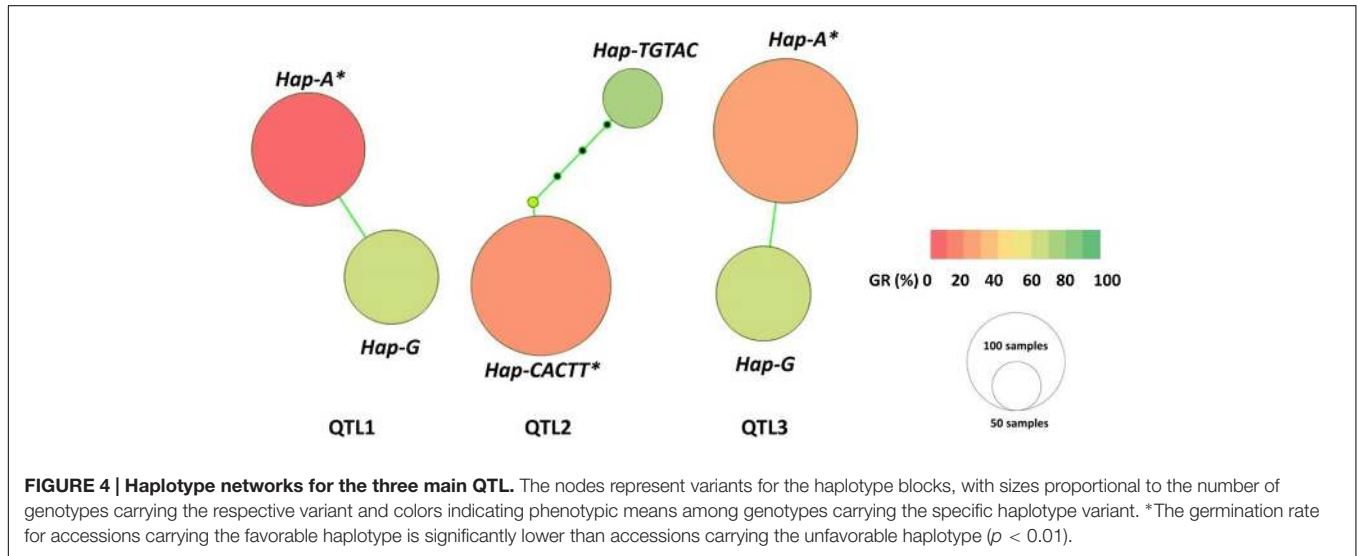 Hap-TGTAC
Hap-A*
Hap-A*
Hap-G
Hap-CACTT*
Hap-G
GR (%) 0 20 40 60 80 100
100 samples
50 samples
QTL1 QTL2 QTL3
FIGURE 4 | Haplotype networks for the three main QTL. The nodes represent variants for the haplotype blocks, with sizes proportional to the number of
genotypes carrying the respective variant and colors indicating phenotypic means among genotypes carrying the specific haplotype variant. *The germination rate
for accessions carrying the favorable haplotype is significantly lower than accessions carrying the unfavorable haplotype (p < 0.01).